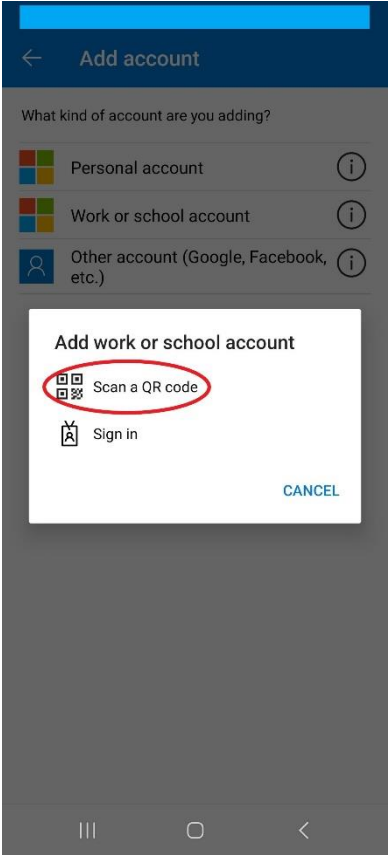 Add account
What kind of account are you adding?
Personal account
Work or school account
Other account (Google, Facebook,
etc.)
Add work or school account
Scan a QR code
Sign in
CANCEL